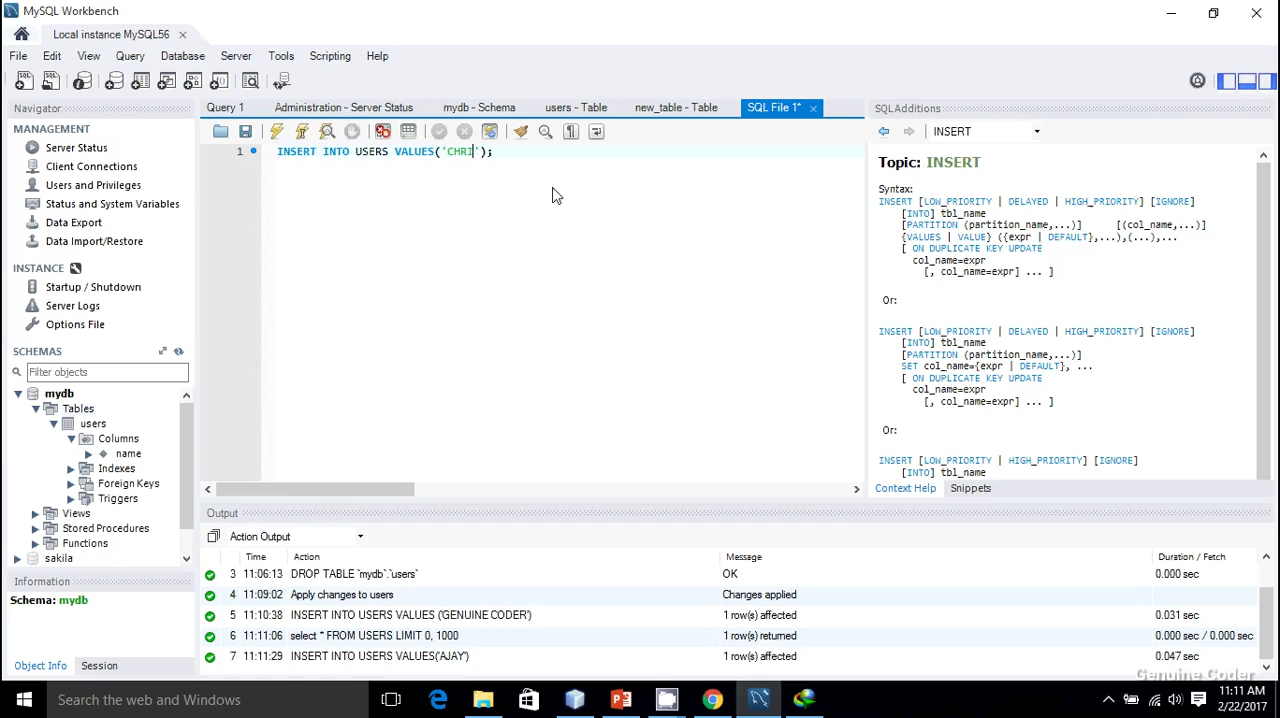 MySQL Workbench
Local instance MySQL56
File Edit View Query Database Server Tools Scripting Help
Navigator
MANAGEMENT
Server Status
Client Connections
Users and Privileges
Status and System Variables
Data Export
Data Import/Restore
INSTANCE
Startup / Shutdown
Server Logs
Options File
SCHEMAS
Filter objects
mydb
Tables
users
Columns
name
Indexes
Foreign Keys
Triggers
Views
Stored Procedures
Functions
sakila
Information
Schema: mydb
Object Info Session
Query 1 Administration - Server Status mydb - Schema users - Table new_table - Table SQL File 1*
1 INSERT INTO USERS VALUES('CHRI');
SQLAdditions
INSERT
Topic: INSERT
Syntax:
INSERT [LOW_PRIORITY | DELAYED | HIGH_PRIORITY] [IGNORE]
[INTO] tbl_name
[PARTITION (partition_name,...)] [(col_name,...)]
{VALUES | VALUE} ({expr | DEFAULT},...),(...),...
[ ON DUPLICATE KEY UPDATE
col_name=expr
[, col_name=expr] ... ]
Or:
INSERT [LOW_PRIORITY | DELAYED | HIGH_PRIORITY] [IGNORE]
[INTO] tbl_name
[PARTITION (partition_name,...)]
SET col_name={expr | DEFAULT}, ...
[ ON DUPLICATE KEY UPDATE
col_name=expr
[, col_name=expr] ... ]
Or:
INSERT [LOW_PRIORITY | HIGH_PRIORITY] [IGNORE]
[INTO] tbl_name
Context Help Snippets
Output
Action Output
Time Action Message Duration / Fetch
3 11:06:13 DROP TABLE `mydb`.`users` OK 0.000 sec
4 11:09:02 Apply changes to users Changes applied
5 11:10:38 INSERT INTO USERS VALUES ('GENUINE CODER') 1 row(s) affected 0.031 sec
6 11:11:06 select * FROM USERS LIMIT 0, 1000 1 row(s) returned 0.000 sec / 0.000 sec
7 11:11:29 INSERT INTO USERS VALUES('AJAY') 1 row(s) affected 0.047 sec
Genuine Coder
Search the web and Windows
11:11 AM
2/22/2017